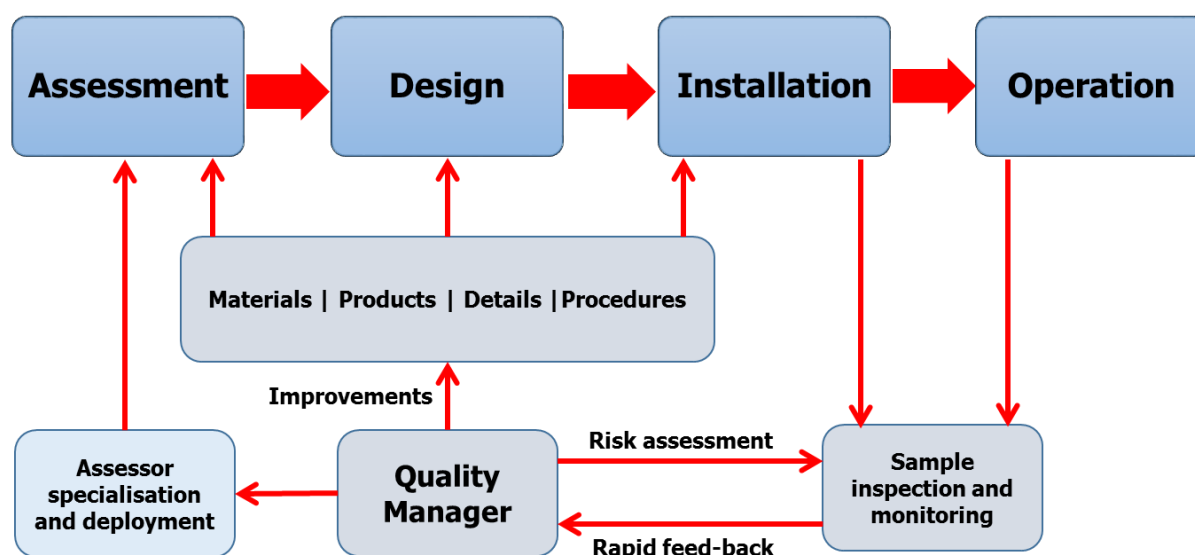 Assessment
Design
Installation
Operation
Materials | Products | Details |Procedures
Improvements
Assessor
specialisation
and deployment
Quality
Manager
Risk assessment
Rapid feed-back
Sample
inspection and
monitoring